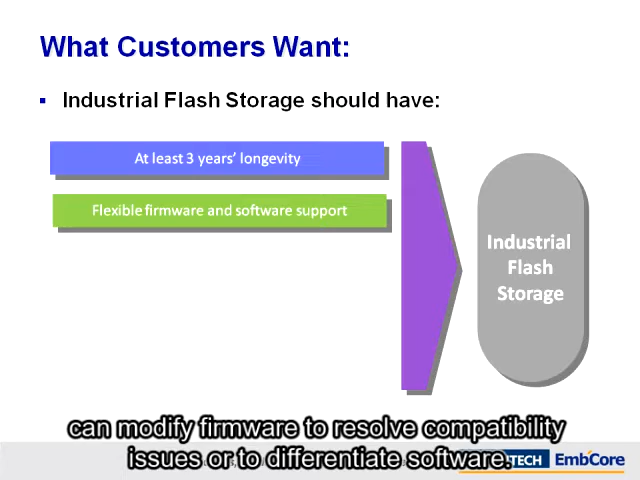 What Customers Want:
Industrial Flash Storage should have:
At least 3 years' longevity
Flexible firmware and software support
Industrial
Flash
Storage
can modify firmware to resolve compatibility
issues or to differentiate software.
TECH EmbCore